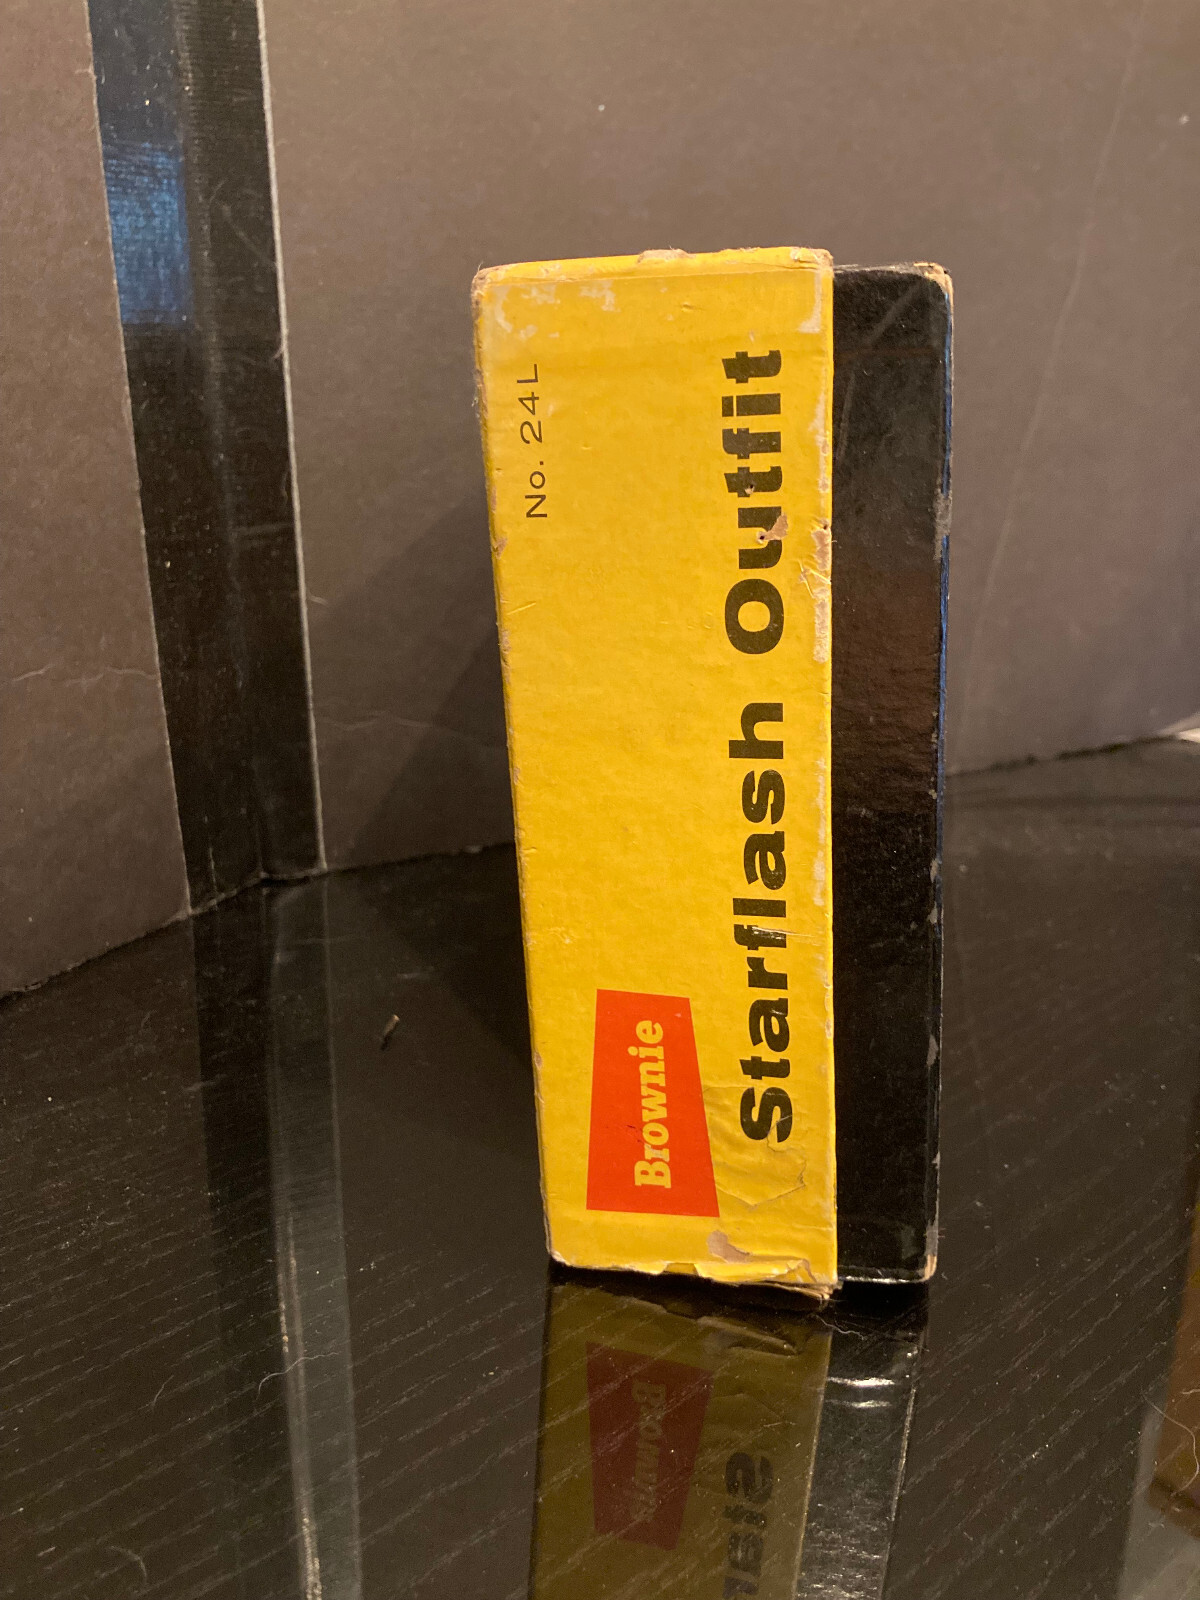 No. 24L
Brownie
Starflash Outfit